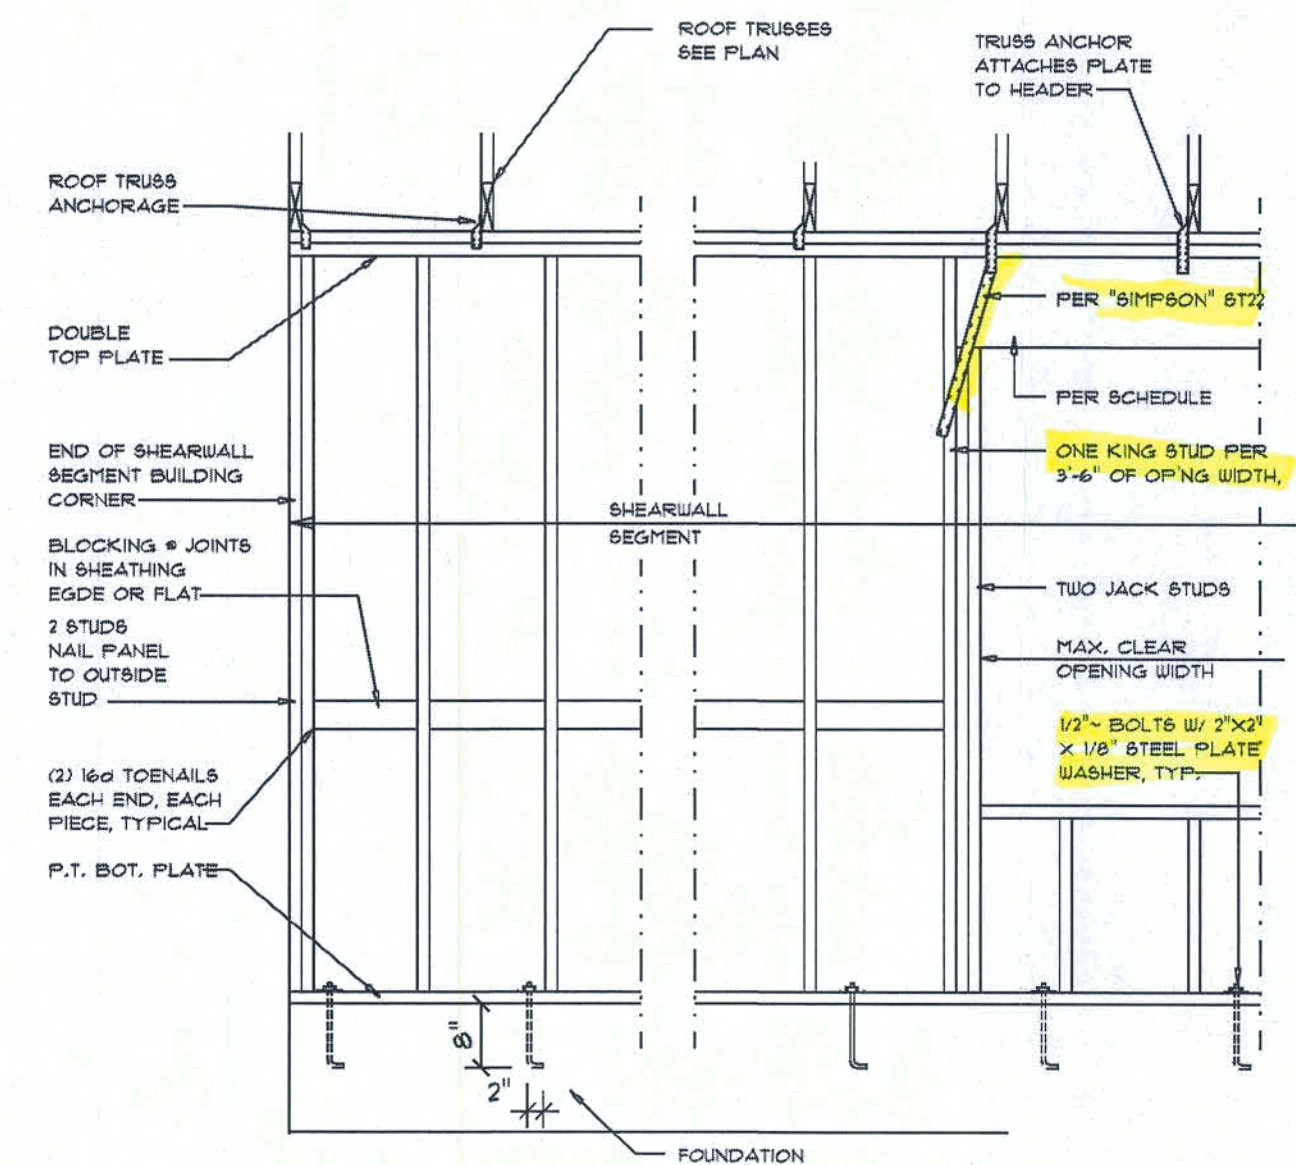 ROOF TRUSSES
SEE PLAN
TRUSS ANCHOR
ATTACHES PLATE
TO HEADER
ROOF TRUSS
ANCHORAGE
PER "SIMPSON" ST22
DOUBLE
TOP PLATE
PER SCHEDULE
END OF SHEARWALL
SEGMENT BUILDING
CORNER
ONE KING STUD PER
3'-6" OF OP'NG WIDTH,
SHEARWALL
SEGMENT
BLOCKING @ JOINTS
IN SHEATHING
EGDE OR FLAT
TWO JACK STUDS
2 STUDS
NAIL PANEL
TO OUTSIDE
STUD
MAX. CLEAR
OPENING WIDTH
1/2"~ BOLTS W/ 2"X2"
X 1/8" STEEL PLATE
WASHER, TYP.
(2) 16d TOENAILS
EACH END, EACH
PIECE, TYPICAL
P.T. BOT. PLATE
8"
2"
FOUNDATION